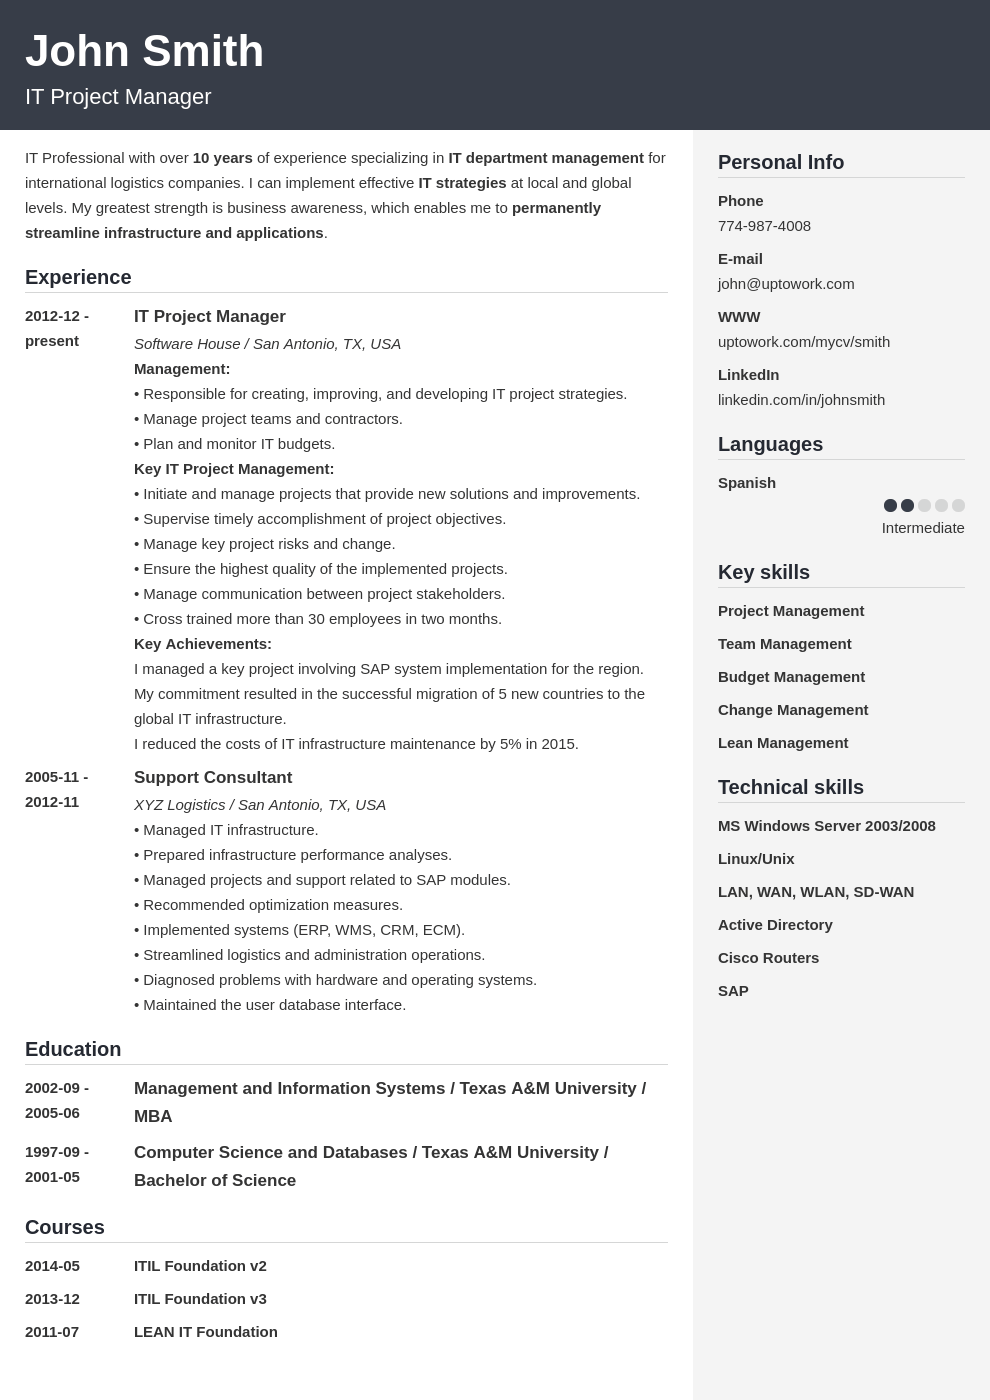 John Smith
IT Project Manager
IT Professional with over 10 years of experience specializing in IT department management for
international logistics companies. I can implement effective IT strategies at local and global
levels. My greatest strength is business awareness, which enables me to permanently
streamline infrastructure and applications.
Experience
2012-12 -
present
IT Project Manager
Software House / San Antonio, TX, USA
Management:
• Responsible for creating, improving, and developing IT project strategies.
• Manage project teams and contractors.
• Plan and monitor IT budgets.
Key IT Project Management:
• Initiate and manage projects that provide new solutions and improvements.
• Supervise timely accomplishment of project objectives.
• Manage key project risks and change.
• Ensure the highest quality of the implemented projects.
• Manage communication between project stakeholders.
• Cross trained more than 30 employees in two months.
Key Achievements:
I managed a key project involving SAP system implementation for the region.
My commitment resulted in the successful migration of 5 new countries to the
global IT infrastructure.
I reduced the costs of IT infrastructure maintenance by 5% in 2015.
2005-11 -
2012-11
Support Consultant
XYZ Logistics / San Antonio, TX, USA
• Managed IT infrastructure.
• Prepared infrastructure performance analyses.
• Managed projects and support related to SAP modules.
• Recommended optimization measures.
• Implemented systems (ERP, WMS, CRM, ECM).
• Streamlined logistics and administration operations.
• Diagnosed problems with hardware and operating systems.
• Maintained the user database interface.
Education
2002-09 -
2005-06
Management and Information Systems / Texas A&M University /
MBA
1997-09 -
2001-05
Computer Science and Databases / Texas A&M University /
Bachelor of Science
Courses
2014-05 ITIL Foundation v2
2013-12 ITIL Foundation v3
2011-07 LEAN IT Foundation
Personal Info
Phone
774-987-4008
E-mail
john@uptowork.com
WWW
uptowork.com/mycv/smith
LinkedIn
linkedin.com/in/johnsmith
Languages
Spanish
Intermediate
Key skills
Project Management
Team Management
Budget Management
Change Management
Lean Management
Technical skills
MS Windows Server 2003/2008
Linux/Unix
LAN, WAN, WLAN, SD-WAN
Active Directory
Cisco Routers
SAP